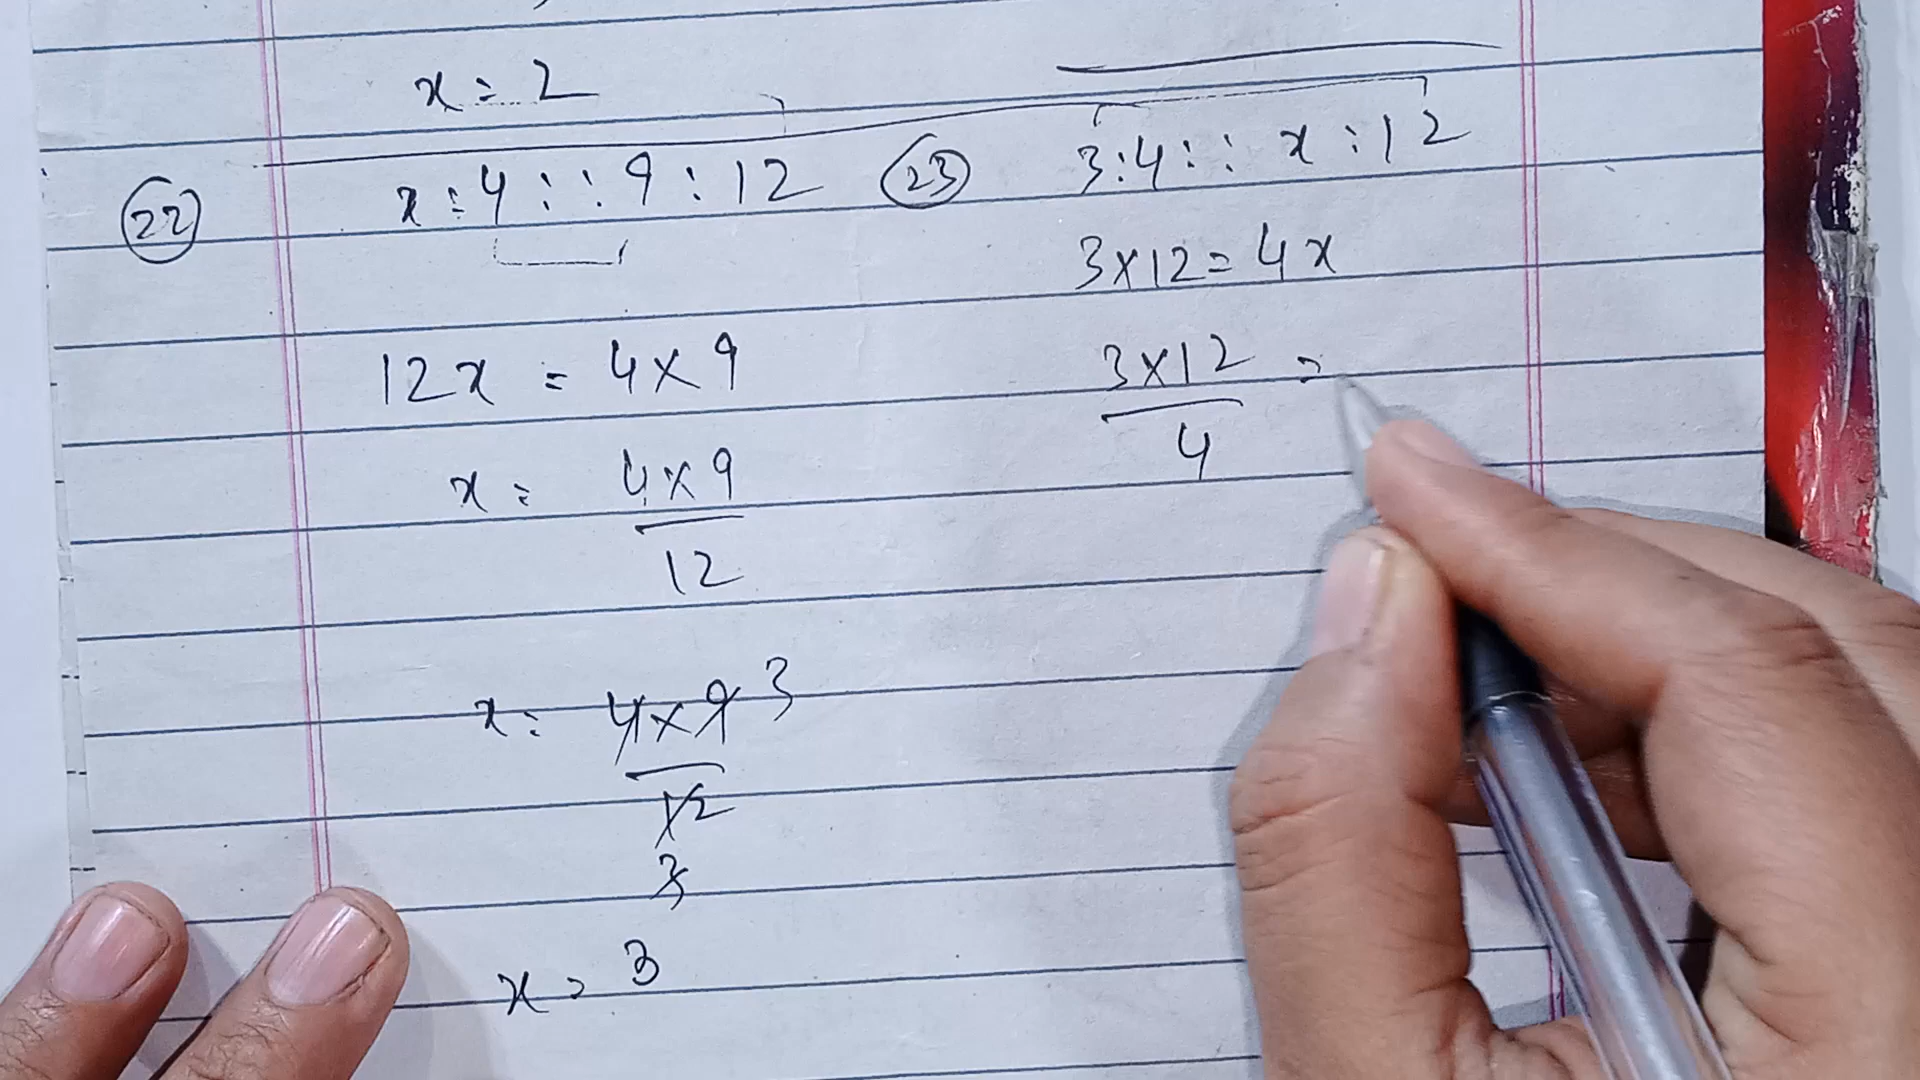 x = 2
22 x : 4 :: 9 : 12
12x = 4 × 9
x = 4 × 9
12
x = 4 × 9 3
12
3
x = 3
23 3 : 4 :: x : 12
3 × 12 = 4x
3 × 12 =
4